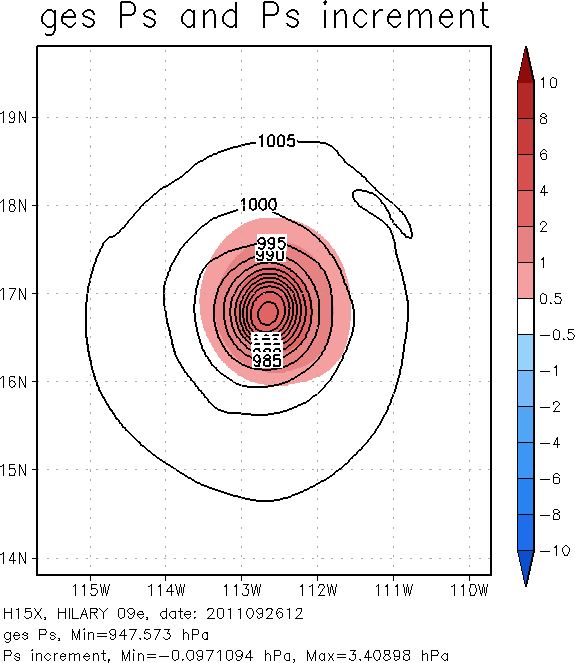 ges Ps and Ps increment
19N
18N
17N
16N
15N
14N
115W 114W 113W 112W 111W 110W
1005
1000
995
990
985
10
8
6
4
2
1
0.5
−0.5
−1
−2
−4
−6
−8
−10
H15X, HILARY 09e, date: 2011092612
ges Ps, Min=947.573 hPa
Ps increment, Min=−0.0971094 hPa, Max=3.40898 hPa